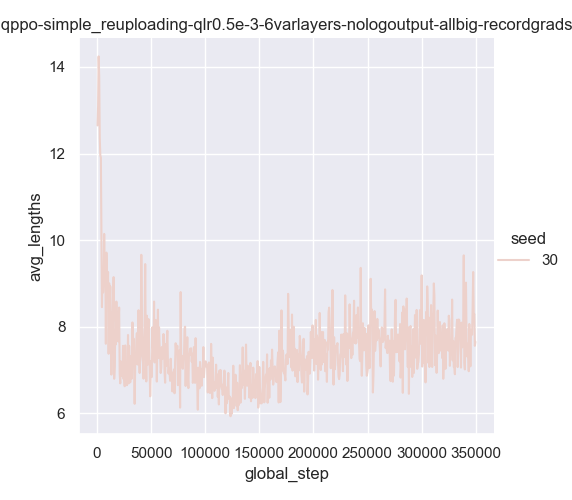 qppo-simple_reuploading-qlr0.5e-3-6varlayers-nologoutput-allbig-recordgrads
14
12
10
8
6
avg_lengths
seed
30
0 50000 100000 150000 200000 250000 300000 350000
global_step